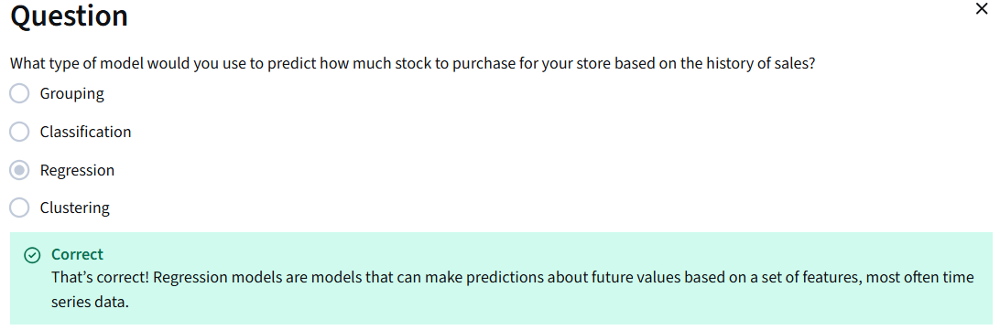 Question
What type of model would you use to predict how much stock to purchase for your store based on the history of sales?
Grouping
Classification
Regression
Clustering
Correct
That’s correct! Regression models are models that can make predictions about future values based on a set of features, most often time
series data.